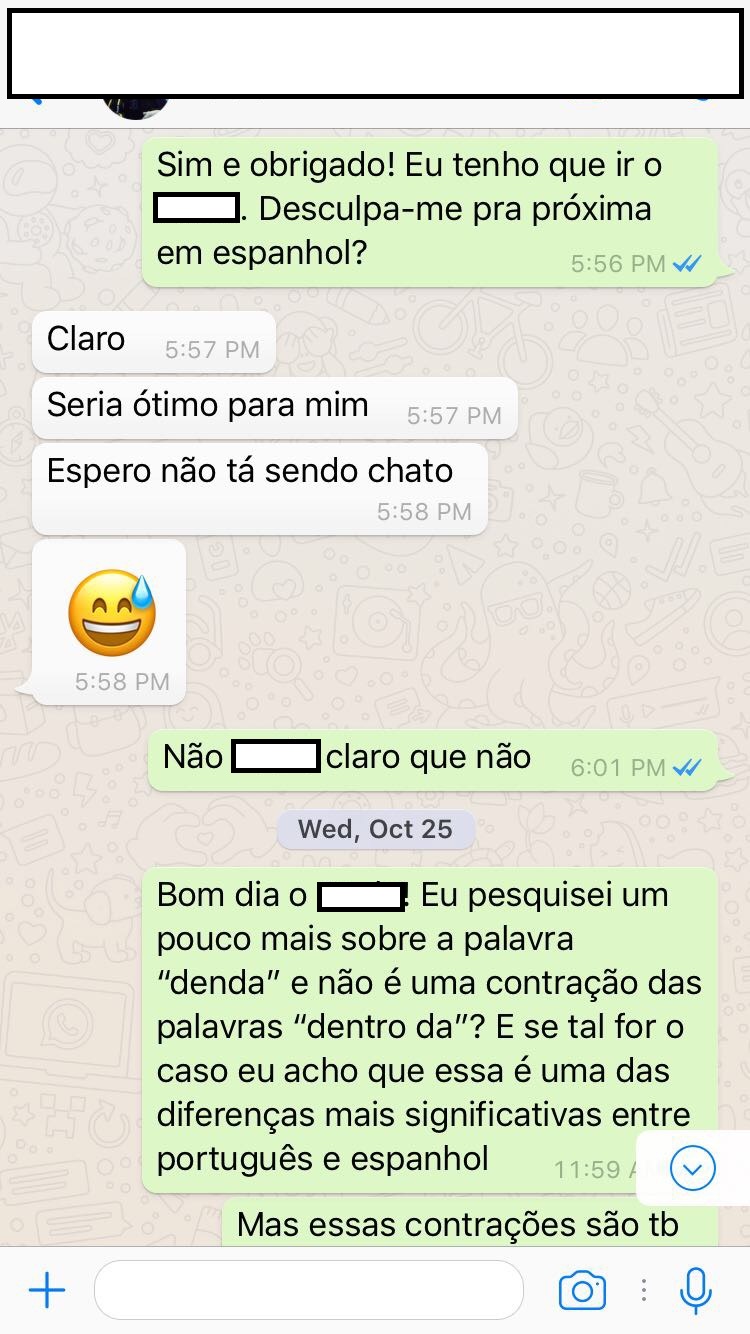 Sim e obrigado! Eu tenho que ir o
. Desculpa-me pra próxima
em espanhol?
5:56 PM
Claro
5:57 PM
Seria ótimo para mim
5:57 PM
Espero não tá sendo chato
5:58 PM
5:58 PM
Não claro que não
6:01 PM
Wed, Oct 25
Bom dia o ! Eu pesquisei um
pouco mais sobre a palavra
“denda” e não é uma contração das
palavras “dentro da”? E se tal for o
caso eu acho que essa é uma das
diferenças mais significativas entre
português e espanhol
11:59
Mas essas contrações são tb